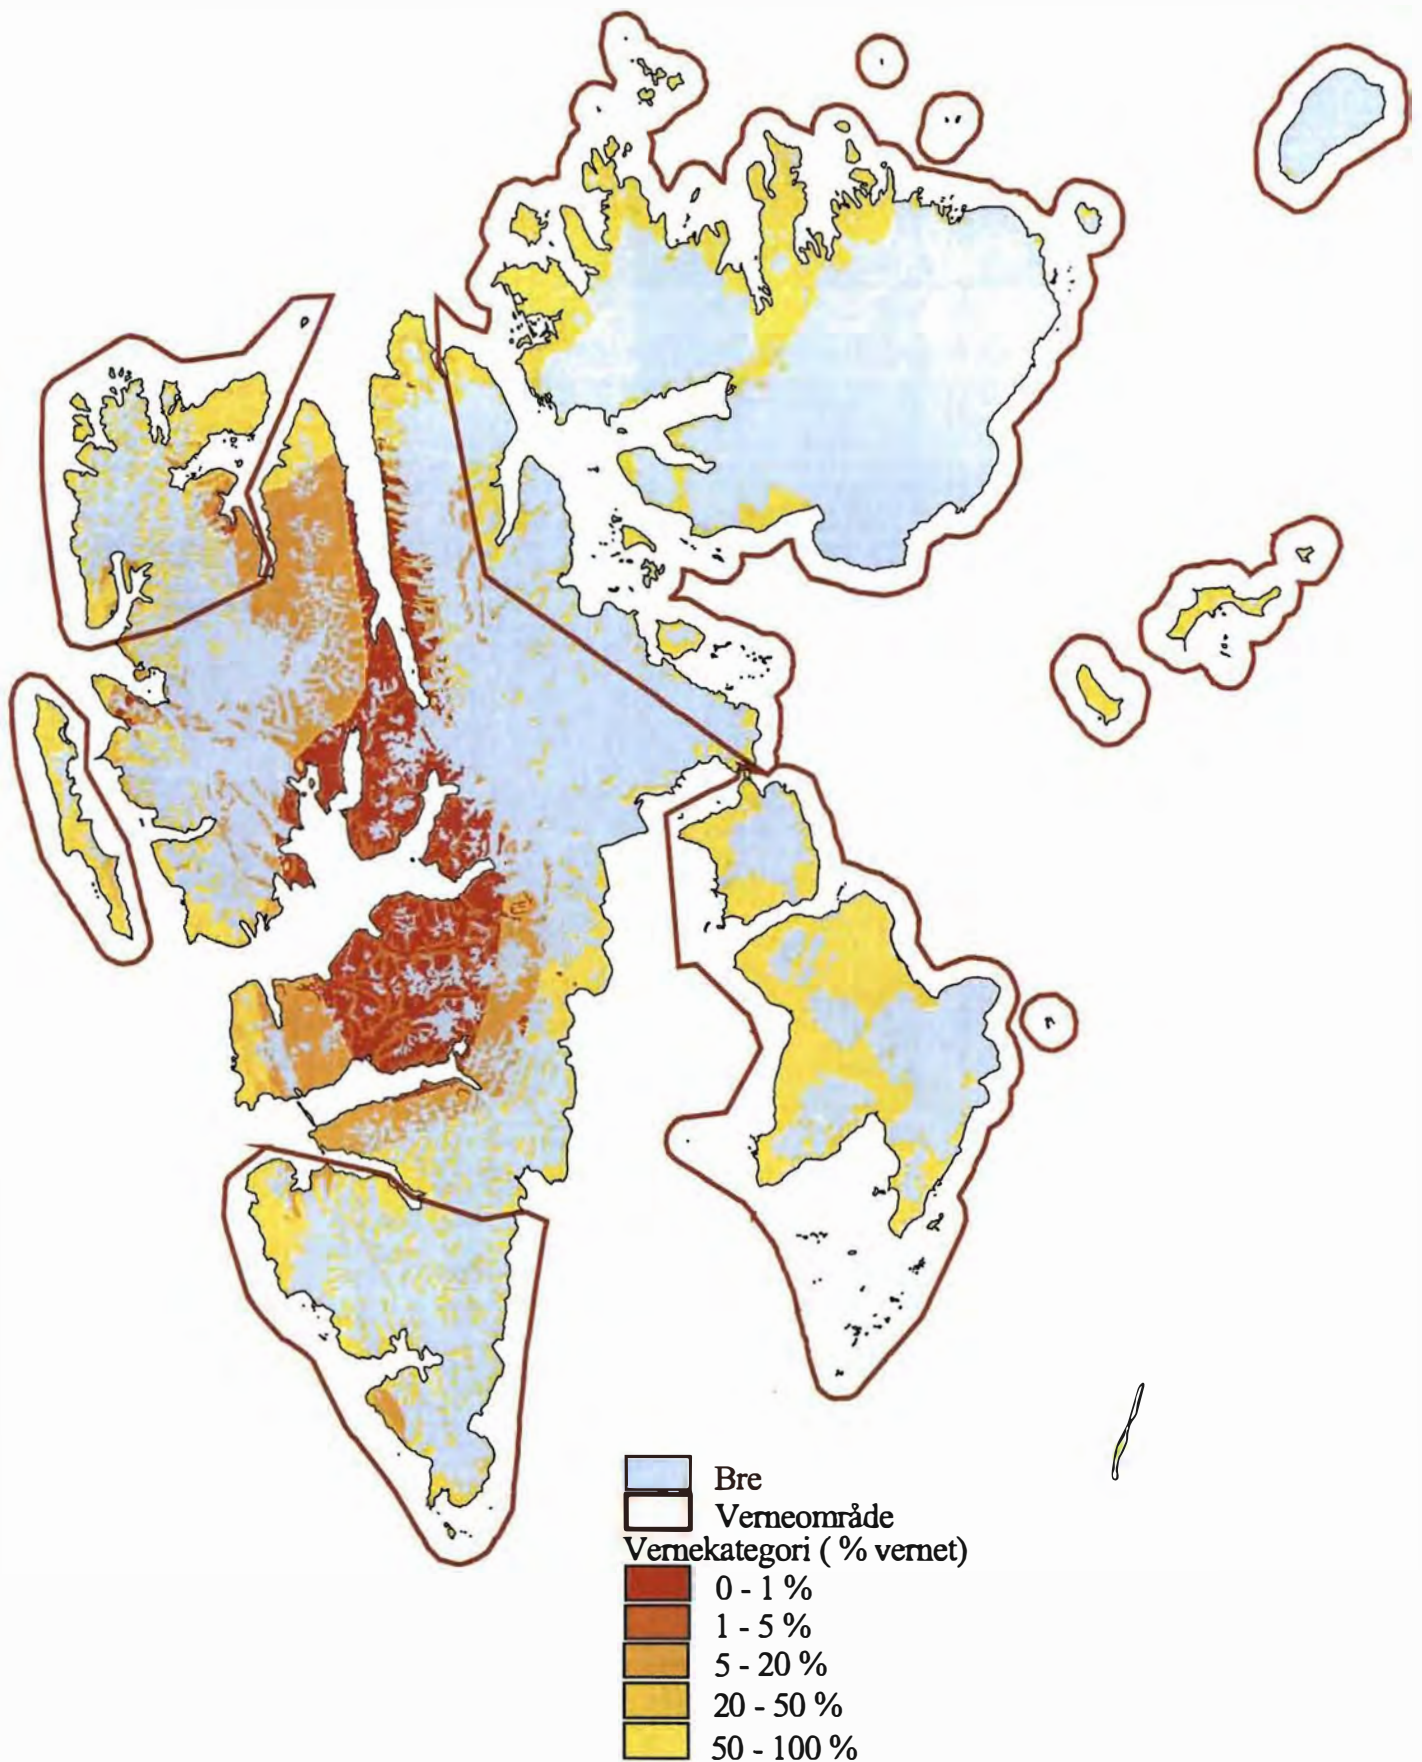 Bre
Verneområde
Vernekategori ( % vernet)
0 - 1 %
1 - 5 %
5 - 20 %
20 - 50 %
50 - 100 %